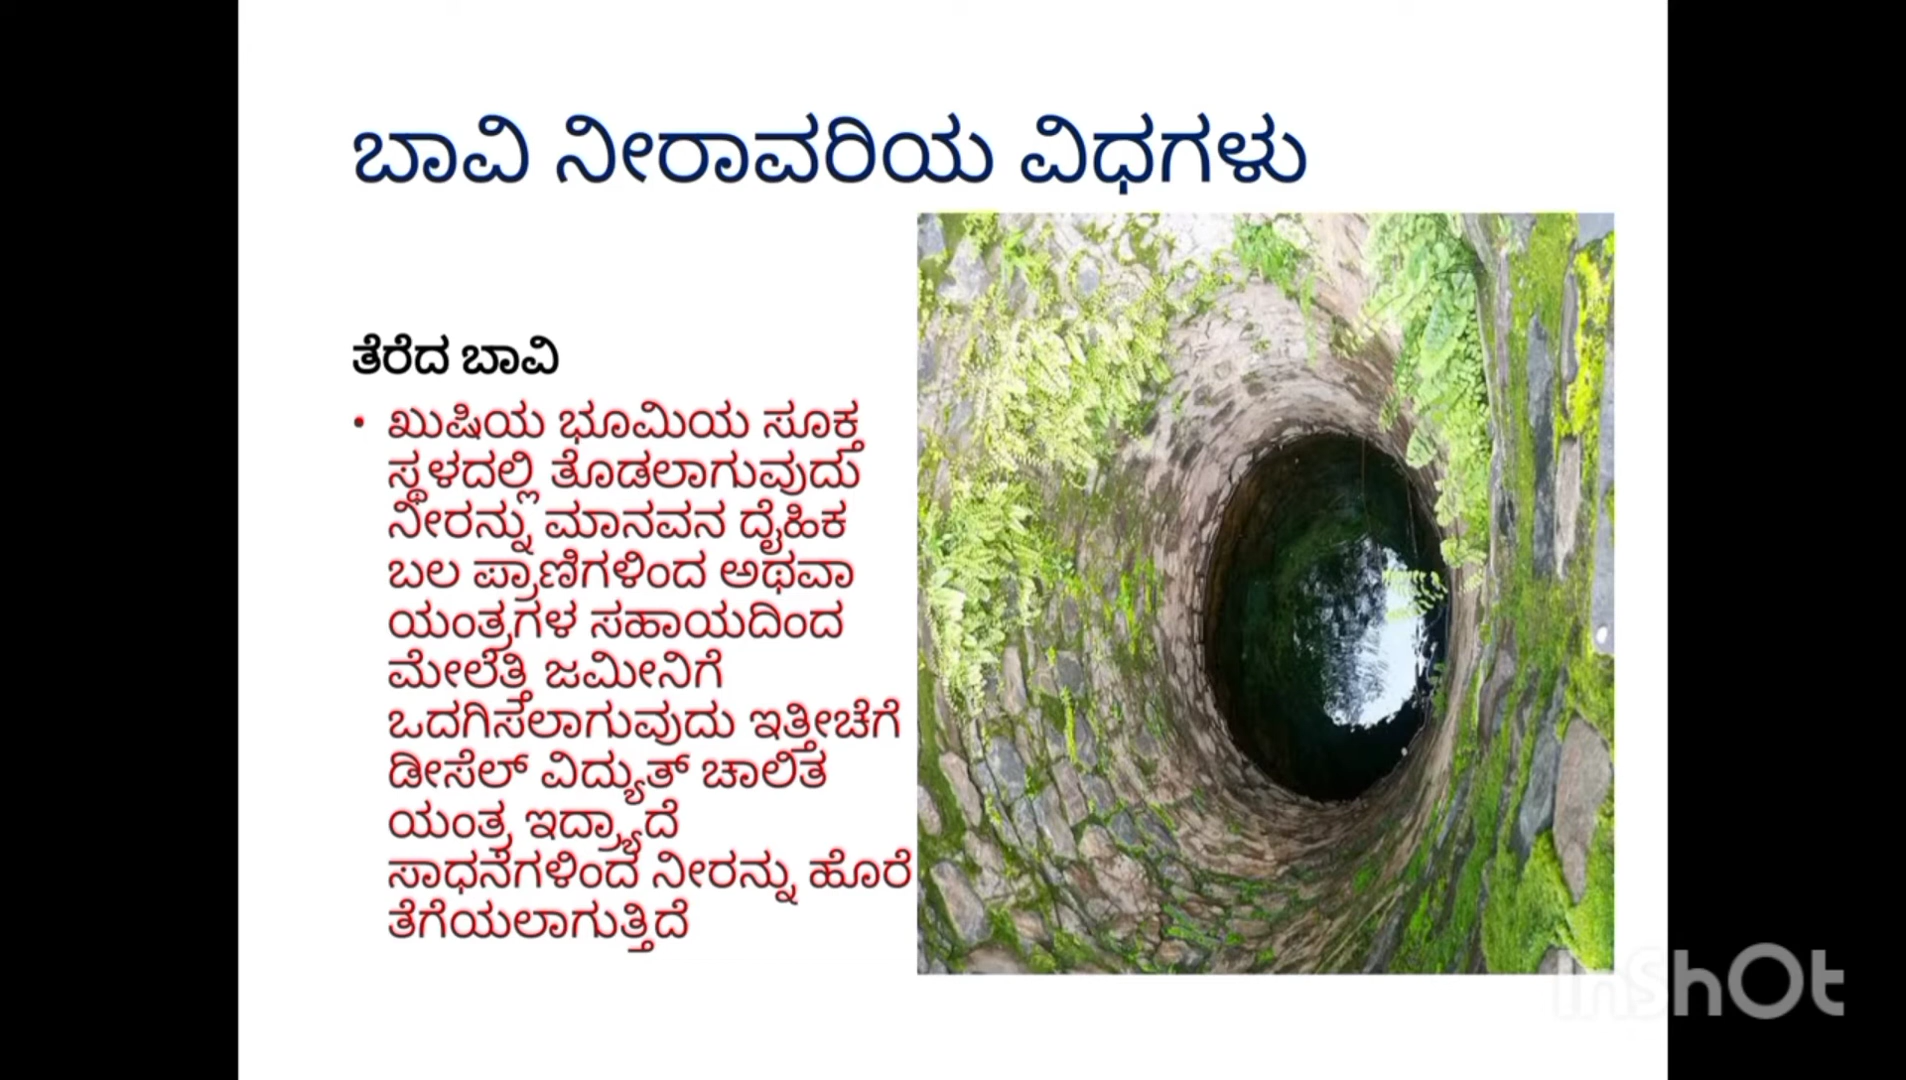 ಬಾವಿ ನೀರಾವರಿಯ ವಿಧಗಳು
ತೆರೆದ ಬಾವಿ
• ಖುಷಿಯ ಭೂಮಿಯ ಸೂಕ್ತ
ಸ್ಥಳದಲ್ಲಿ ತೊಡಲಾಗುವುದು
ನೀರನ್ನು ಮಾನವನ ದೈಹಿಕ
ಬಲ ಪ್ರಾಣಿಗಳಿಂದ ಅಥವಾ
ಯಂತ್ರಗಳ ಸಹಾಯದಿಂದ
ಮೇಲೆತ್ತಿ ಜಮೀನಿಗೆ
ಒದಗಿಸಲಾಗುವುದು ಇತ್ತೀಚೆಗೆ
ಡೀಸೆಲ್ ವಿದ್ಯುತ್ ಚಾಲಿತ
ಯಂತ್ರ ಇದ್ರ್ಯಾದೆ
ಸಾಧನೆಗಳಿಂದ ನೀರನ್ನು ಹೊರೆ
ತೆಗೆಯಲಾಗುತ್ತಿದೆ
InShOt